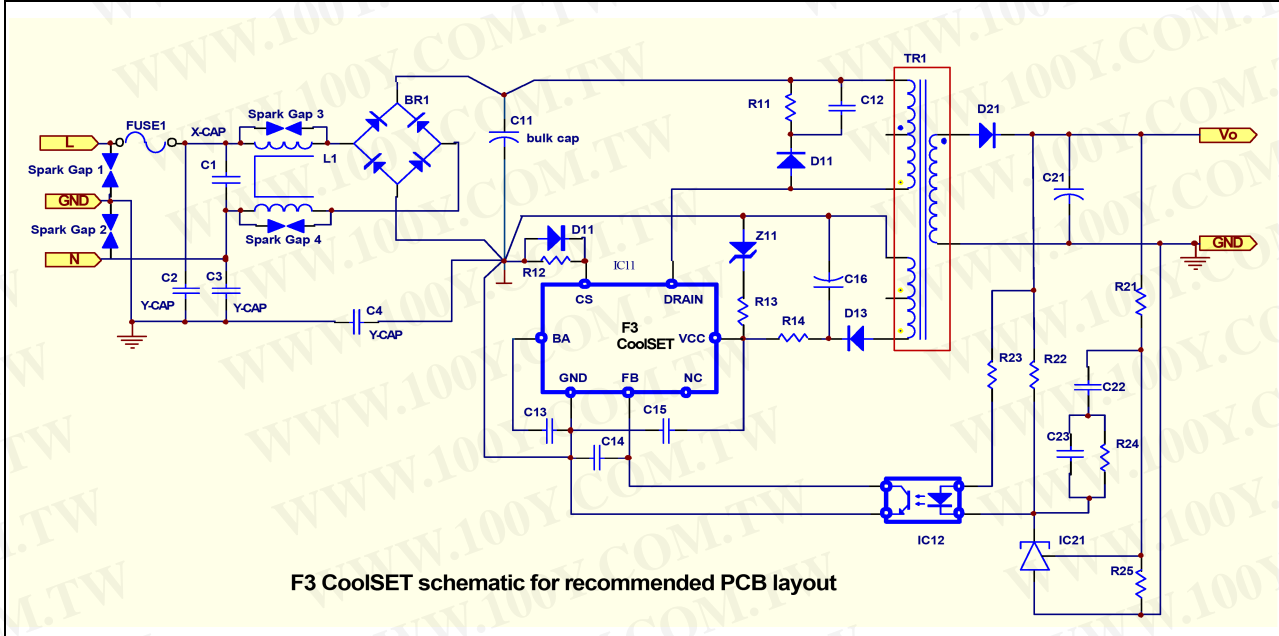 WWW.100Y.COM.TW
TR1
BR1
Spark Gap 3
FUSE1
X-CAP
L
C11
bulk cap
R11
C12
D21
Vo
C1
L1
Spark Gap 1
D11
C21
GND
Spark Gap 2
Spark Gap 4
N
D11
Z11
GND
R12
IC11
C2
C3
CS
DRAIN
C16
R21
Y-CAP
Y-CAP
C4
Y-CAP
R13
F3
CoolSET
BA
VCC
R14
D13
R23
R22
GND
FB
NC
C22
C13
C15
C14
C23
R24
IC12
IC21
R25
F3 CoolSET schematic for recommended PCB layout